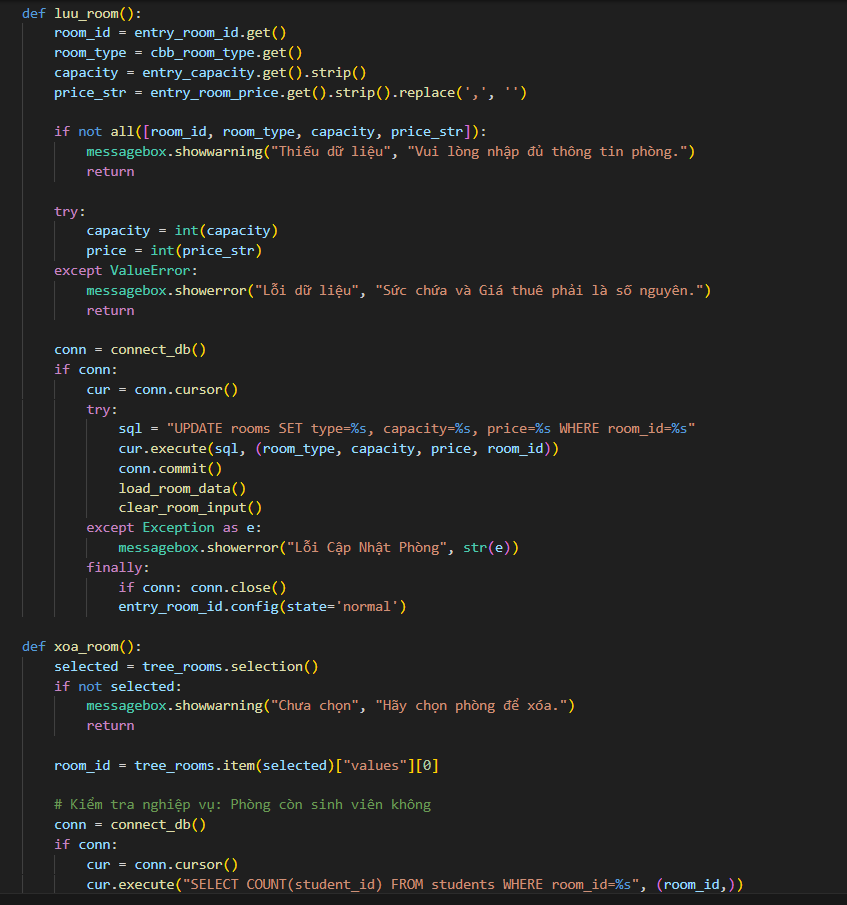 def luu_room():
    room_id = entry_room_id.get()
    room_type = cbb_room_type.get()
    capacity = entry_capacity.get().strip()
    price_str = entry_room_price.get().strip().replace(',', '')

    if not all([room_id, room_type, capacity, price_str]):
        messagebox.showwarning("Thiếu dữ liệu", "Vui lòng nhập đủ thông tin phòng.")
        return

    try:
        capacity = int(capacity)
        price = int(price_str)
    except ValueError:
        messagebox.showerror("Lỗi dữ liệu", "Sức chứa và Giá thuê phải là số nguyên.")
        return

    conn = connect_db()
    if conn:
        cur = conn.cursor()
        try:
            sql = "UPDATE rooms SET type=%s, capacity=%s, price=%s WHERE room_id=%s"
            cur.execute(sql, (room_type, capacity, price, room_id))
            conn.commit()
            load_room_data()
            clear_room_input()
        except Exception as e:
            messagebox.showerror("Lỗi Cập Nhật Phòng", str(e))
        finally:
            if conn: conn.close()
            entry_room_id.config(state='normal')

def xoa_room():
    selected = tree_rooms.selection()
    if not selected:
        messagebox.showwarning("Chưa chọn", "Hãy chọn phòng để xóa.")
        return

    room_id = tree_rooms.item(selected)["values"][0]

    # Kiểm tra nghiệp vụ: Phòng còn sinh viên không
    conn = connect_db()
    if conn:
        cur = conn.cursor()
        cur.execute("SELECT COUNT(student_id) FROM students WHERE room_id=%s", (room_id,))